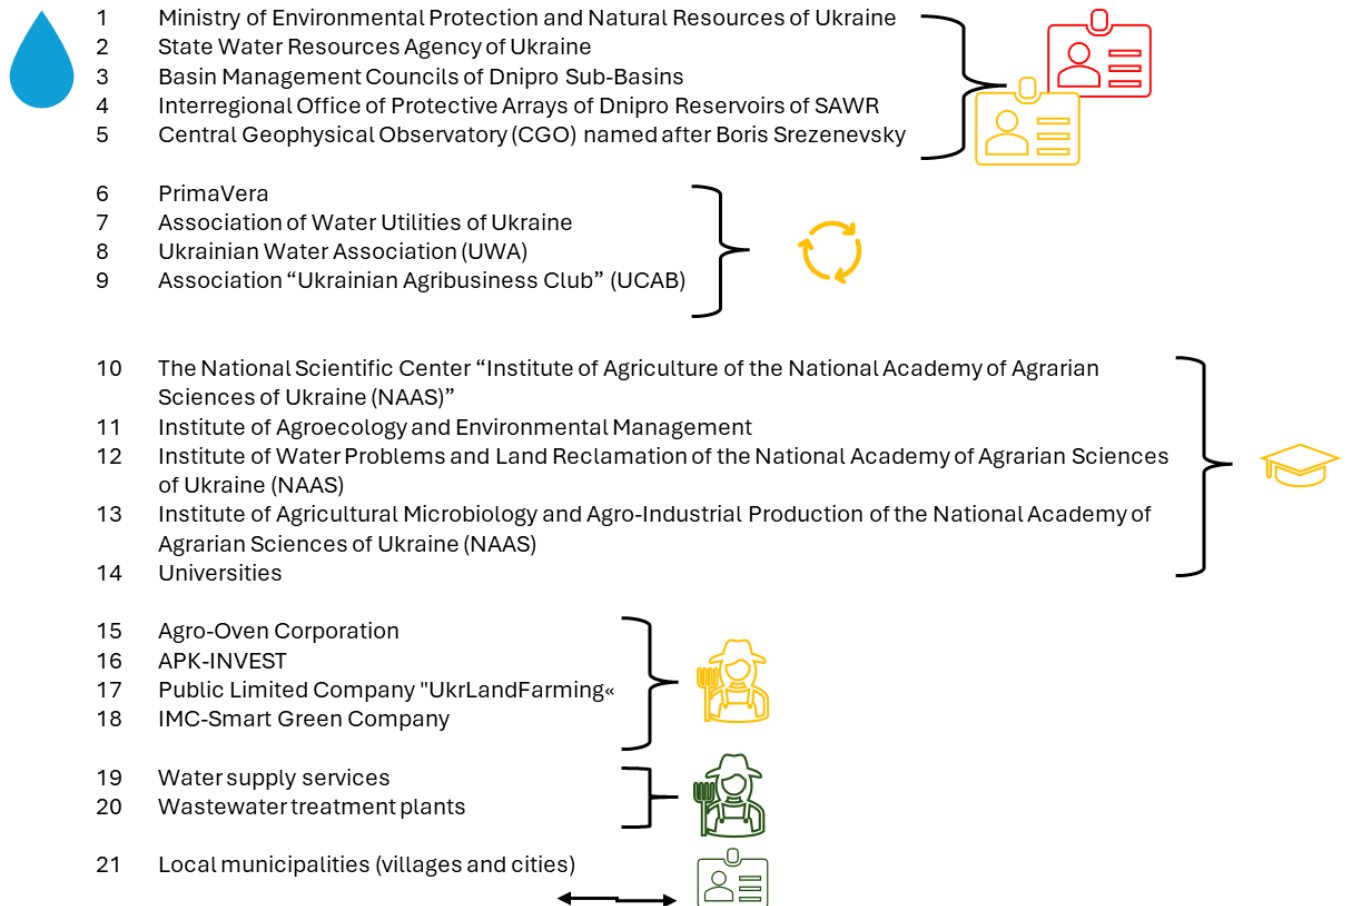 1 Ministry of Environmental Protection and Natural Resources of Ukraine
2 State Water Resources Agency of Ukraine
3 Basin Management Councils of Dnipro Sub-Basins
4 Interregional Office of Protective Arrays of Dnipro Reservoirs of SAWR
5 Central Geophysical Observatory (CGO) named after Boris Srezenevsky
6 PrimaVera
7 Association of Water Utilities of Ukraine
8 Ukrainian Water Association (UWA)
9 Association “Ukrainian Agribusiness Club” (UCAB)
10 The National Scientific Center “Institute of Agriculture of the National Academy of Agrarian
Sciences of Ukraine (NAAS)”
11 Institute of Agroecology and Environmental Management
12 Institute of Water Problems and Land Reclamation of the National Academy of Agrarian Sciences
of Ukraine (NAAS)
13 Institute of Agricultural Microbiology and Agro-Industrial Production of the National Academy of
Agrarian Sciences of Ukraine (NAAS)
14 Universities
15 Agro-Oven Corporation
16 APK-INVEST
17 Public Limited Company "UkrLandFarming«
18 IMC-Smart Green Company
19 Water supply services
20 Wastewater treatment plants
21 Local municipalities (villages and cities)